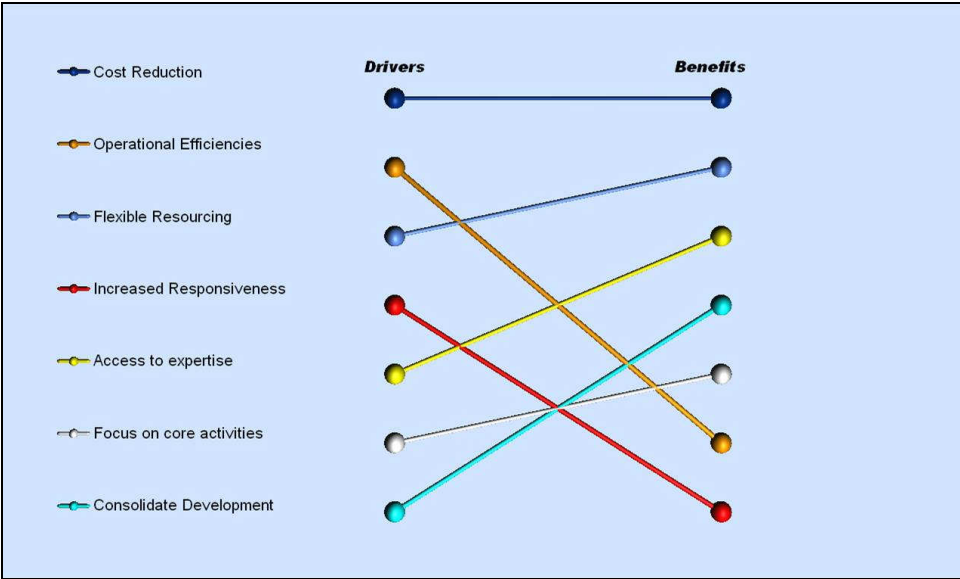 Drivers
Benefits
Cost Reduction
Operational Efficiencies
Flexible Resourcing
Increased Responsiveness
Access to expertise
Focus on core activities
Consolidate Development